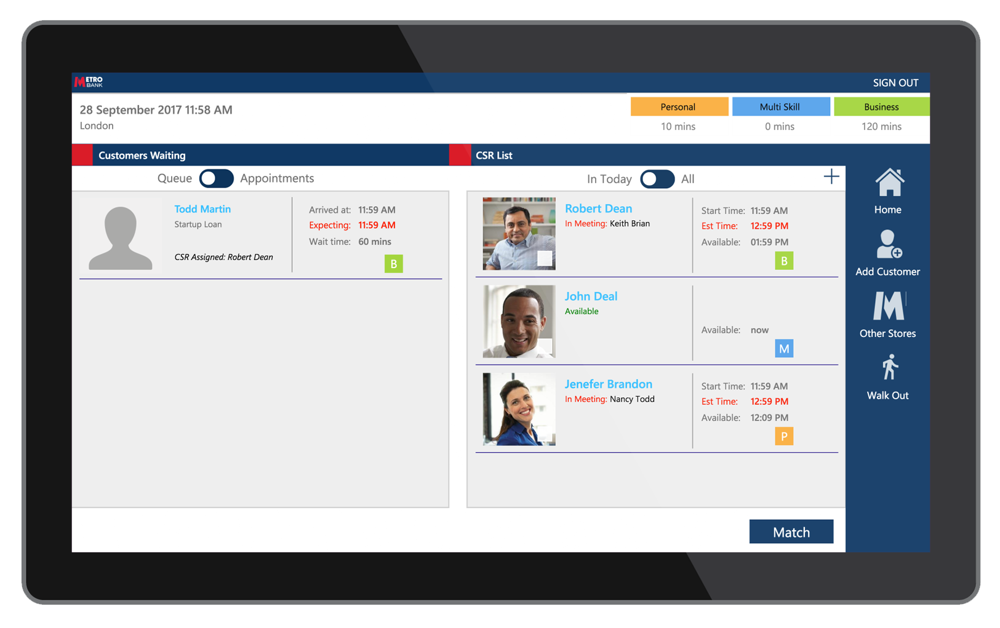 METRO
BANK
SIGN OUT
28 September 2017 11:58 AM
London
Personal
10 mins
Multi Skill
0 mins
Business
120 mins
Customers Waiting
Queue
Appointments
Todd Martin
Startup Loan
CSR Assigned: Robert Dean
Arrived at: 11:59 AM
Expecting: 11:59 AM
Wait time: 60 mins
B
CSR List
In Today
All
Robert Dean
In Meeting: Keith Brian
Start Time: 11:59 AM
Est Time: 12:59 PM
Available: 01:59 PM
B
John Deal
Available
Available: now
M
Jenefer Brandon
In Meeting: Nancy Todd
Start Time: 11:59 AM
Est Time: 12:59 PM
Available: 12:09 PM
P
Match
Home
Add Customer
M
Other Stores
Walk Out